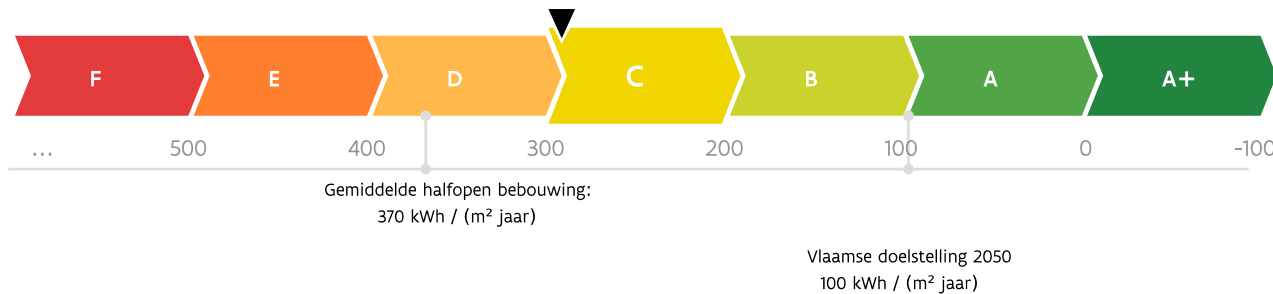 F E D C B A A+
... 500 400 300 200 100 0 -100
Gemiddelde halfopen bebouwing:
370 kWh / (m² jaar)
Vlaamse doelstelling 2050
100 kWh / (m² jaar)